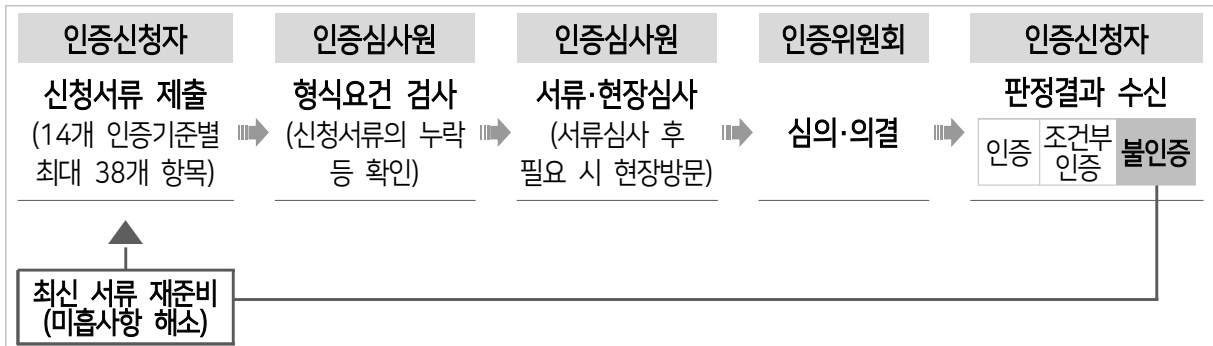 인증신청자
신청서류 제출
(14개 인증기준별
최대 38개 항목)
인증심사원
형식요건 검사
(신청서류의 누락
등 확인)
인증심사원
서류·현장심사
(서류심사 후
필요 시 현장방문)
인증위원회
심의·의결
인증신청자
판정결과 수신
인증
조건부
인증
불인증
최신 서류 재준비
(미흡사항 해소)